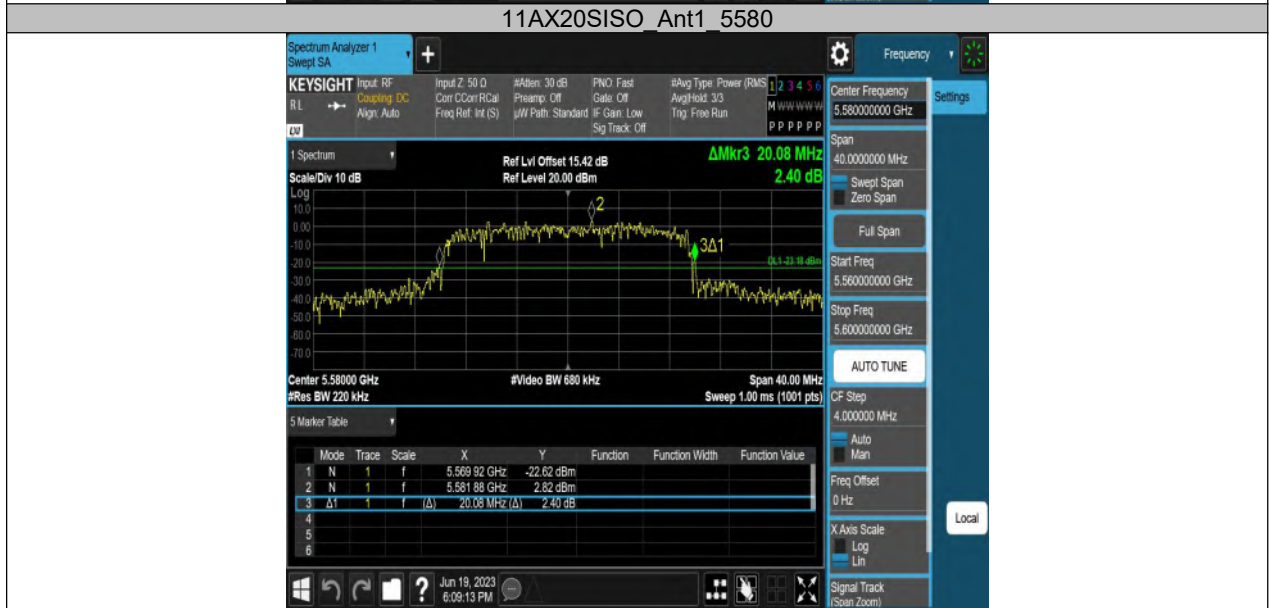 11AX20SISO_Ant1_5580
Spectrum Analyzer 1
Swept SA
+
Frequency
KEYSIGHT Input: RF Input Z: 50 Ω #Atten: 30 dB PNO: Fast #Avg Type: Power (RMS 1 2 3 4 5 6
RL Coupling: DC Corr CCorr RCal Preamp: Off Gate: Off Avg|Hold: 3/3 M W W W W W
Align: Auto Freq Ref: Int (S) µW Path: Standard IF Gain: Low Trig: Free Run
Sig Track: Off P P P P P P
LXI
1 Spectrum
Ref Lvl Offset 15.42 dB
ΔMkr3 20.08 MHz
Scale/Div 10 dB
Ref Level 20.00 dBm
2.40 dB
Log
10.0
0.00
-10.0
-20.0
-30.0
-40.0
-50.0
-60.0
-70.0
2
3Δ1
DL1 -23.18 dBm
Center 5.58000 GHz
#Video BW 680 kHz
Span 40.00 MHz
#Res BW 220 kHz
Sweep 1.00 ms (1001 pts)
5 Marker Table
Mode Trace Scale X Y Function Function Width Function Value
1 N 1 f 5.569 92 GHz -22.62 dBm
2 N 1 f 5.581 88 GHz 2.82 dBm
3 Δ1 1 f (Δ) 20.08 MHz (Δ) 2.40 dB
4
5
6
?
Jun 19, 2023
6:09:13 PM
Center Frequency
5.580000000 GHz
Settings
Span
40.0000000 MHz
Swept Span
Zero Span
Full Span
Start Freq
5.560000000 GHz
Stop Freq
5.600000000 GHz
AUTO TUNE
CF Step
4.000000 MHz
Auto
Man
Freq Offset
0 Hz
Local
X Axis Scale
Log
Lin
Signal Track
(Span Zoom)